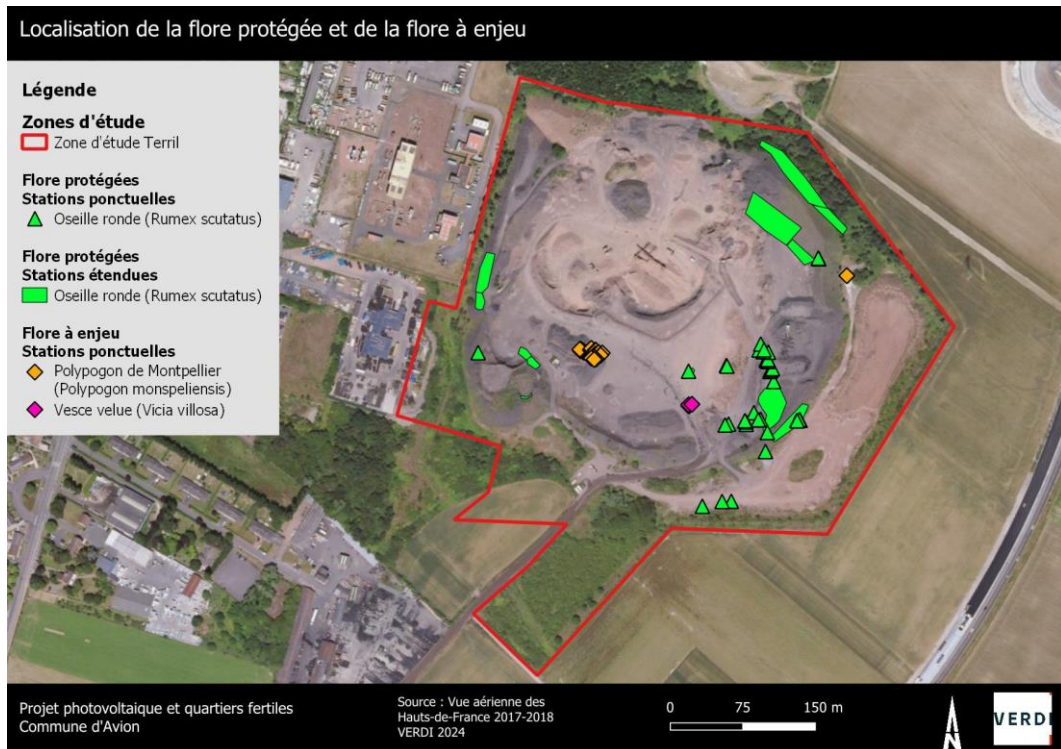 Localisation de la flore protégée et de la flore à enjeu
Légende
Zones d'étude
Zone d'étude Terril
Flore protégées
Stations ponctuelles
Oseille ronde (Rumex scutatus)
Flore protégées
Stations étendues
Oseille ronde (Rumex scutatus)
Flore à enjeu
Stations ponctuelles
Polypogon de Montpellier
(Polypogon monspeliensis)
Vesce velue (Vicia villosa)
Projet photovoltaique et quartiers fertiles
Commune d'Avion
Source : Vue aérienne des
Hauts-de-France 2017-2018
VERDI 2024
0 75 150 m
N
VERDI